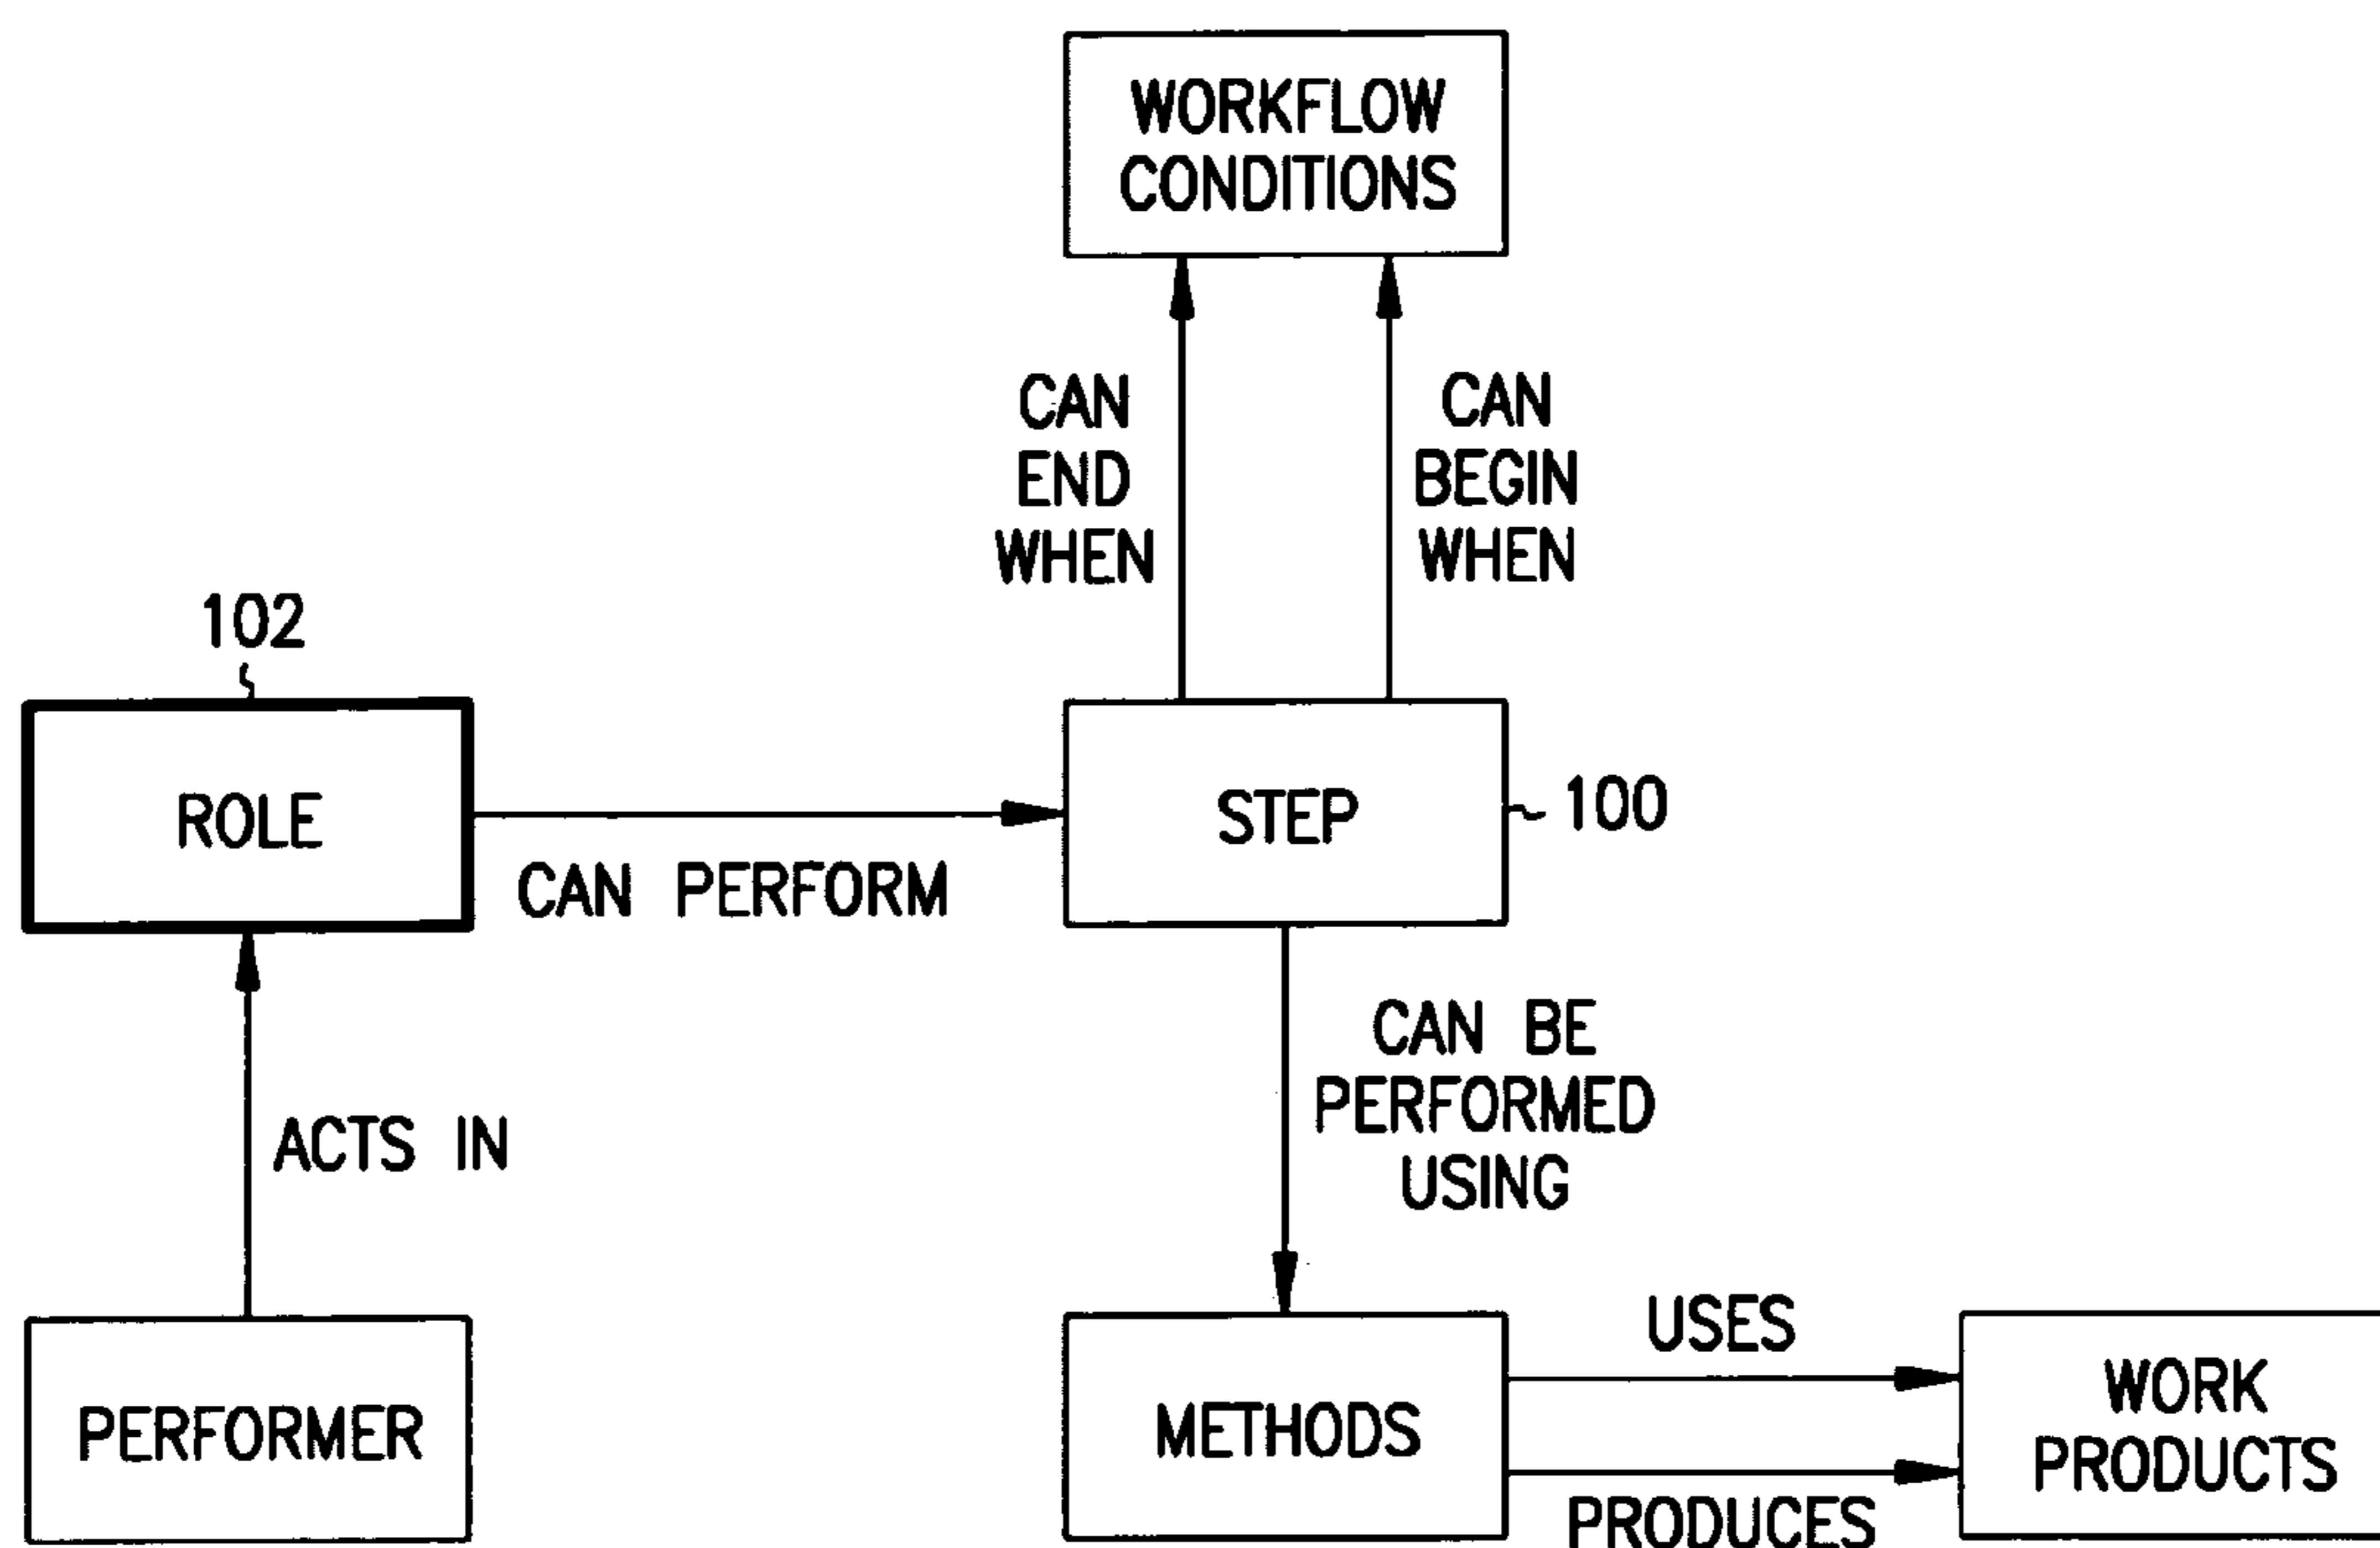 WORKFLOW
CONDITIONS
CAN
END
WHEN
CAN
BEGIN
WHEN
102
ROLE
CAN PERFORM
STEP
100
ACTS IN
CAN BE
PERFORMED
USING
PERFORMER
METHODS
USES
PRODUCES
WORK
PRODUCTS